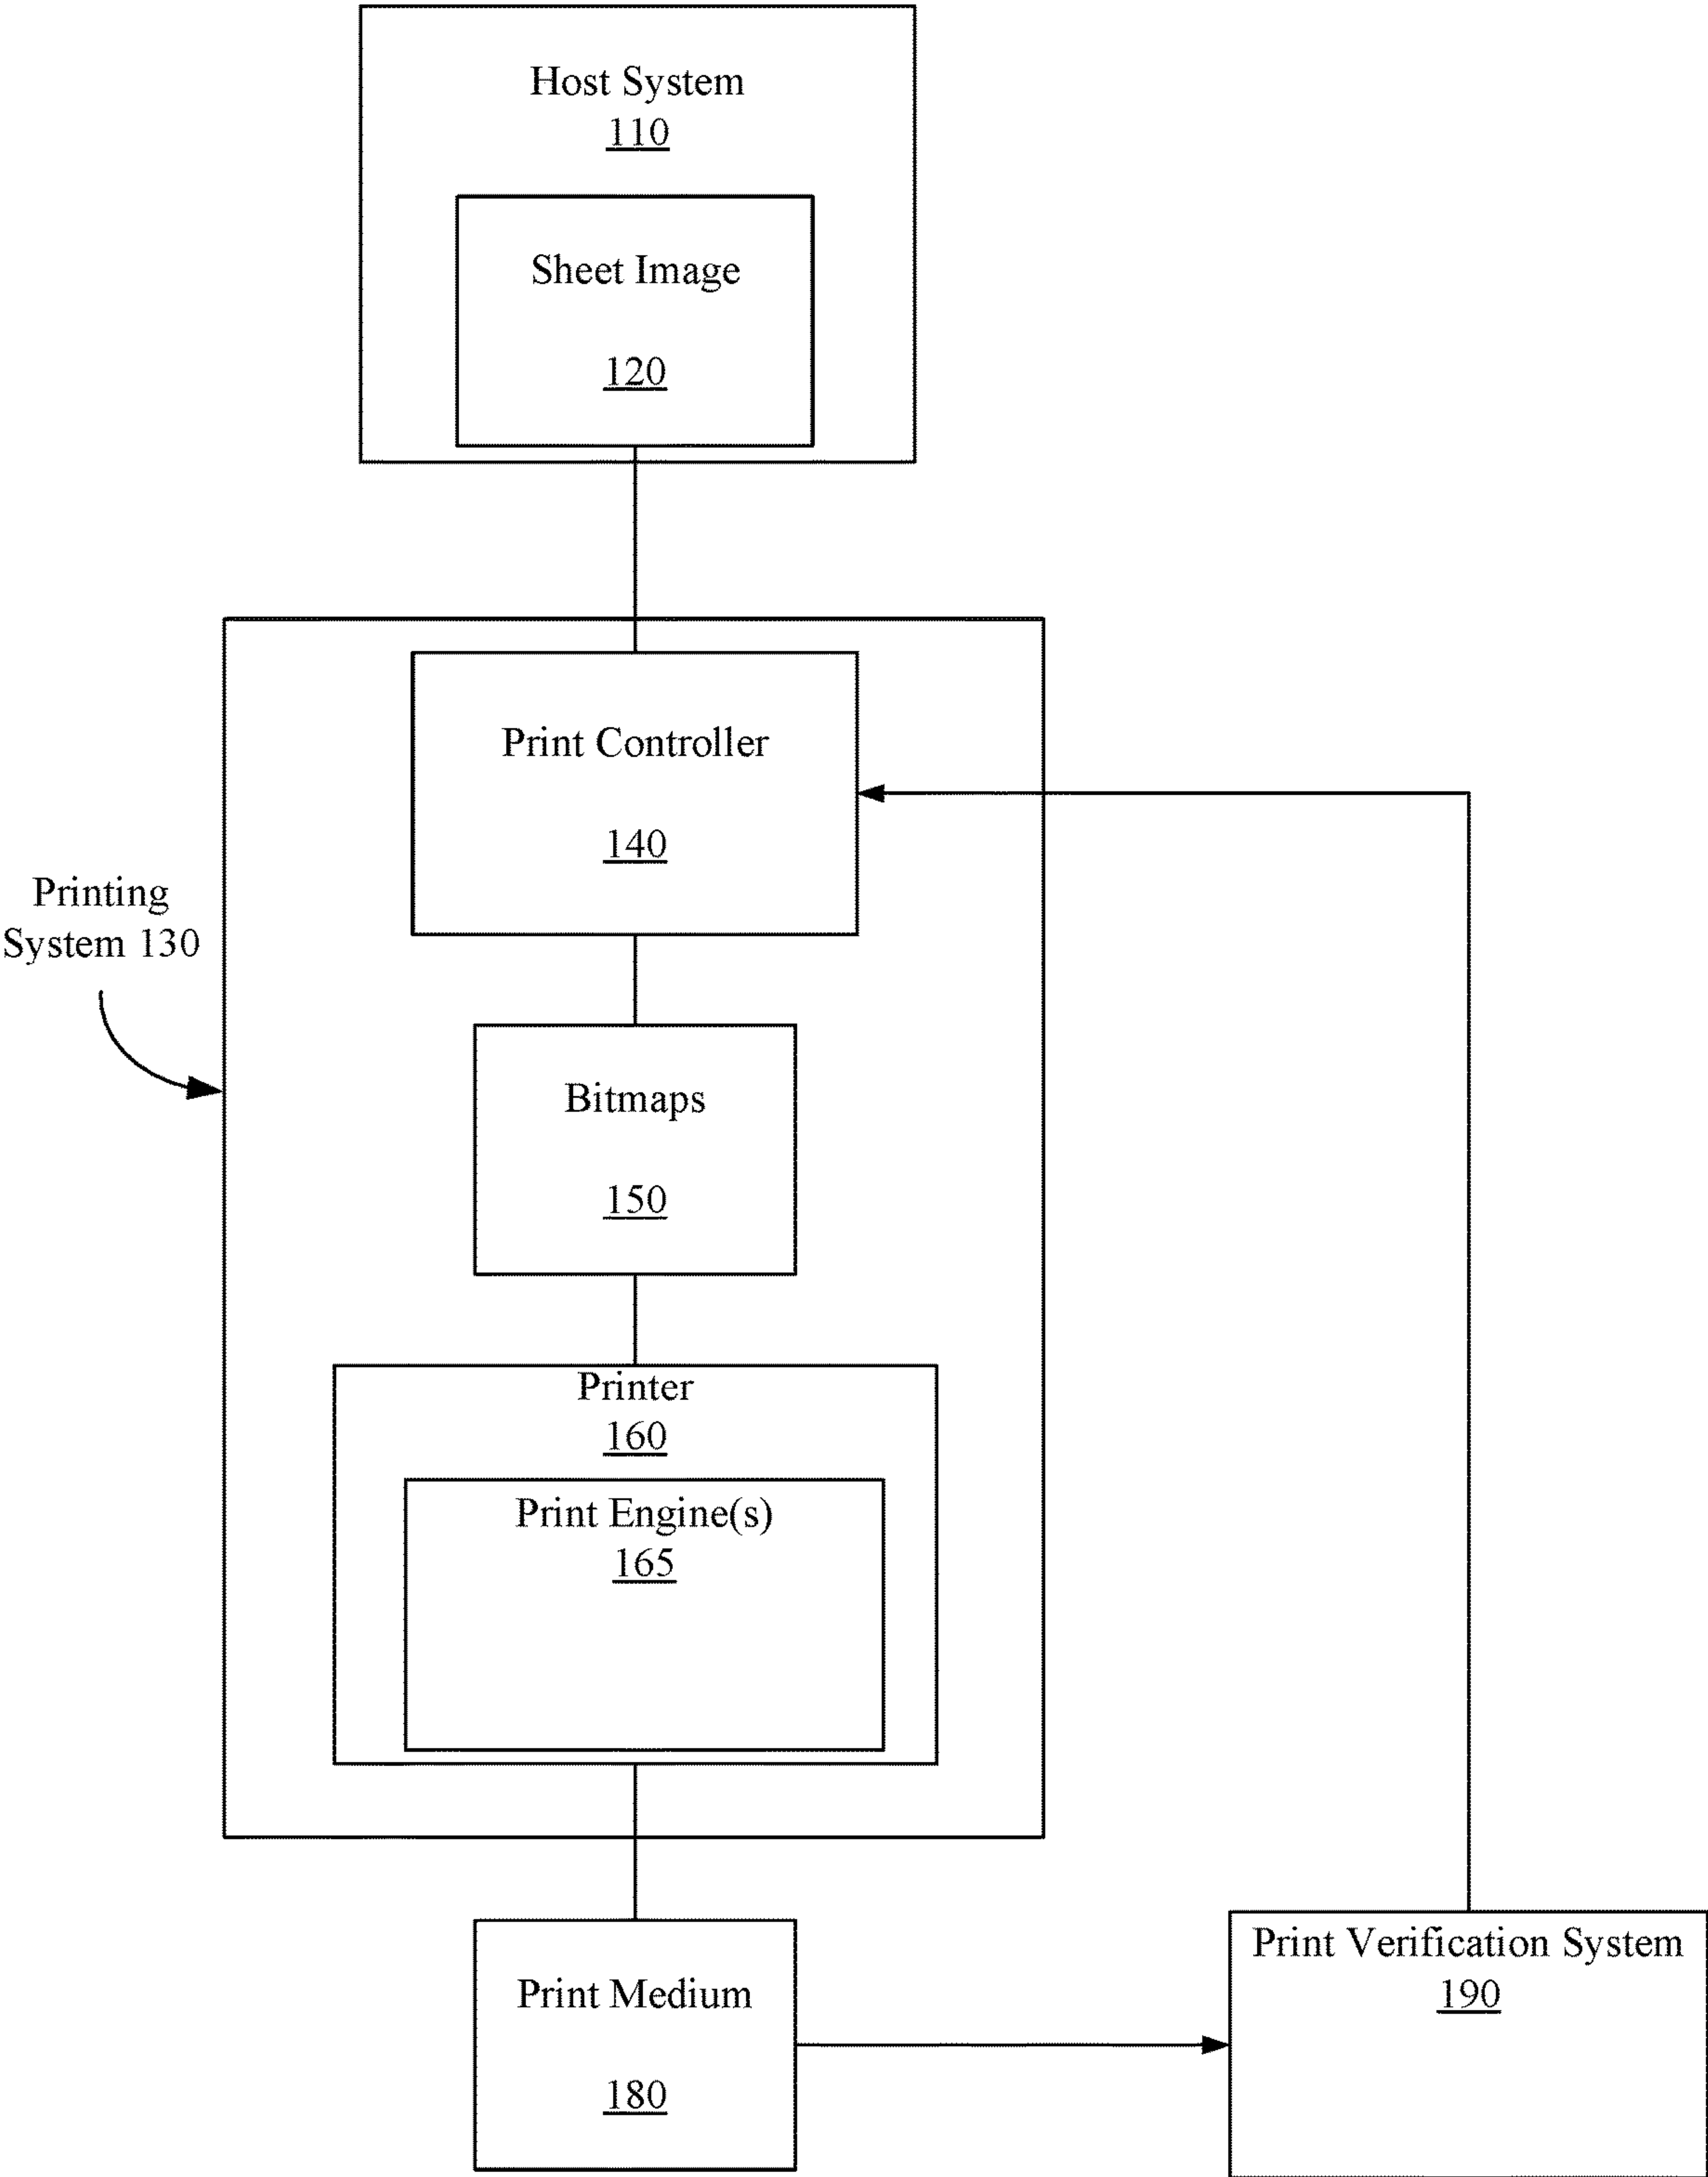 Host System
110
Sheet Image
120
Print Controller
140
Printing
System 130
Bitmaps
150
Printer
160
Print Engine(s)
165
Print Medium
180
Print Verification System
190